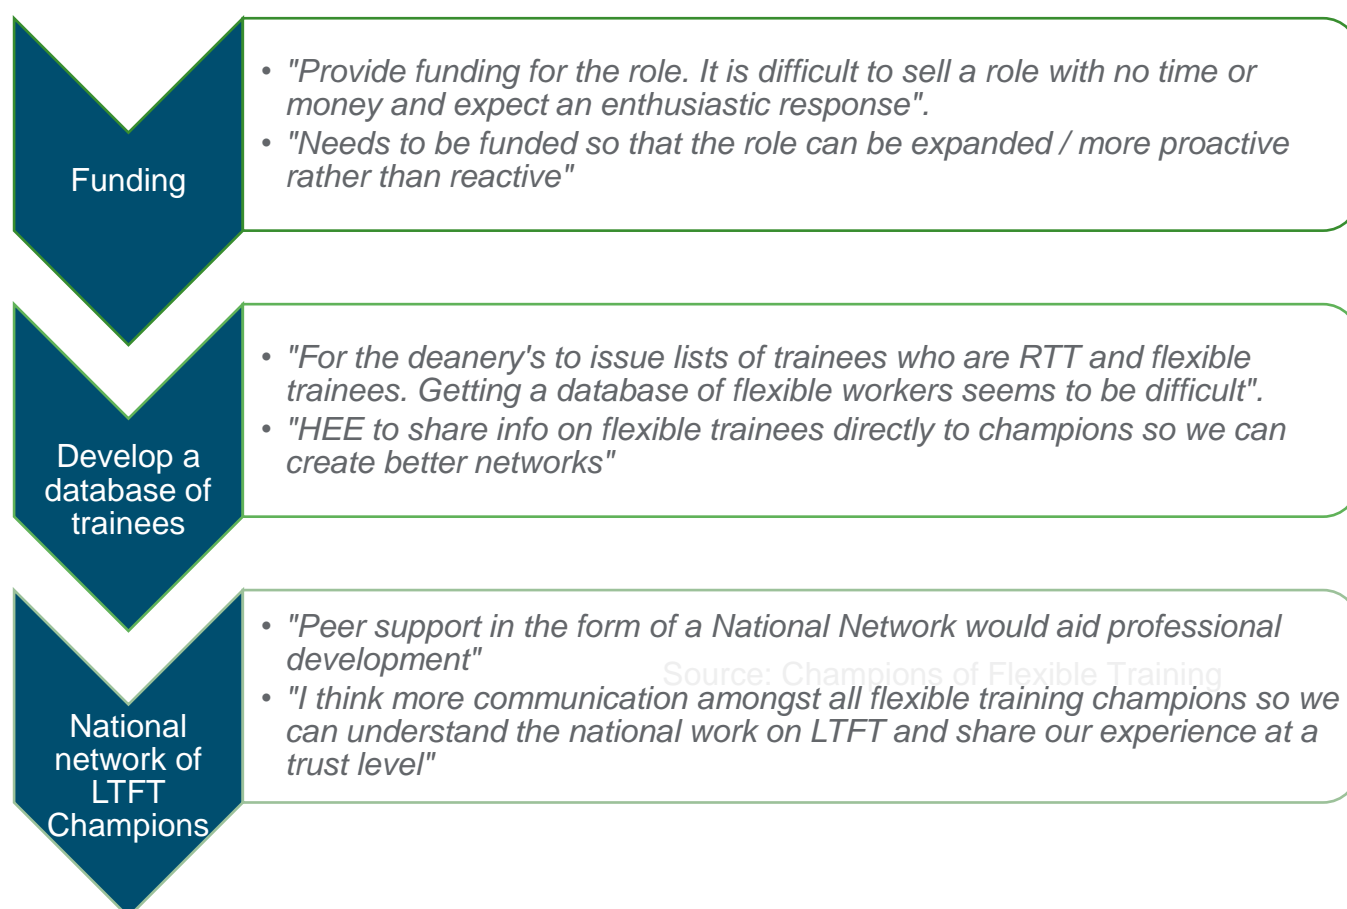 Funding
• "Provide funding for the role. It is difficult to sell a role with no time or
money and expect an enthusiastic response".
• "Needs to be funded so that the role can be expanded / more proactive
rather than reactive"
Develop a
database of
trainees
• "For the deanery's to issue lists of trainees who are RTT and flexible
trainees. Getting a database of flexible workers seems to be difficult".
• "HEE to share info on flexible trainees directly to champions so we can
create better networks"
National
network of
LTFT
Champions
• "Peer support in the form of a National Network would aid professional
development"
Source: Champions of Flexible Training
• "I think more communication amongst all flexible training champions so we
can understand the national work on LTFT and share our experience at a
trust level"